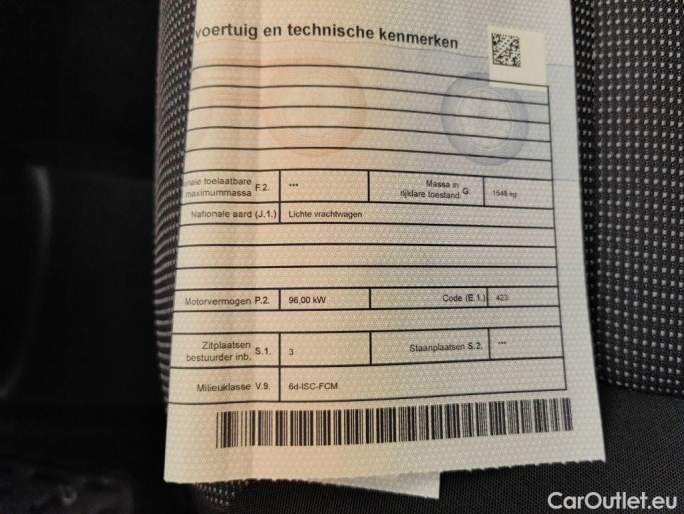 voertuig en technische kenmerken
toelaatbare maximummassa F.2. ---
Massa in rijklare toestand G. 1548 kg
Nationale aard (J.1.) Lichte vrachtwagen
Motorvermogen P.2. 96,00 kW
Code (E.1.) 423
Zitplaatsen bestuurder inb. S.1. 3
Staanplaatsen S.2. ---
Milieuklasse V.9. 6d-ISC-FCM
CarOutlet.eu